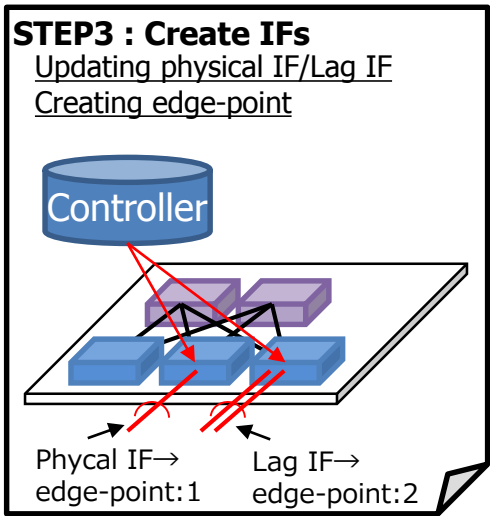 STEP3 : Create IFs
Updating physical IF/Lag IF
Creating edge-point
Controller
Phycal IF→
edge-point:1
Lag IF→
edge-point:2